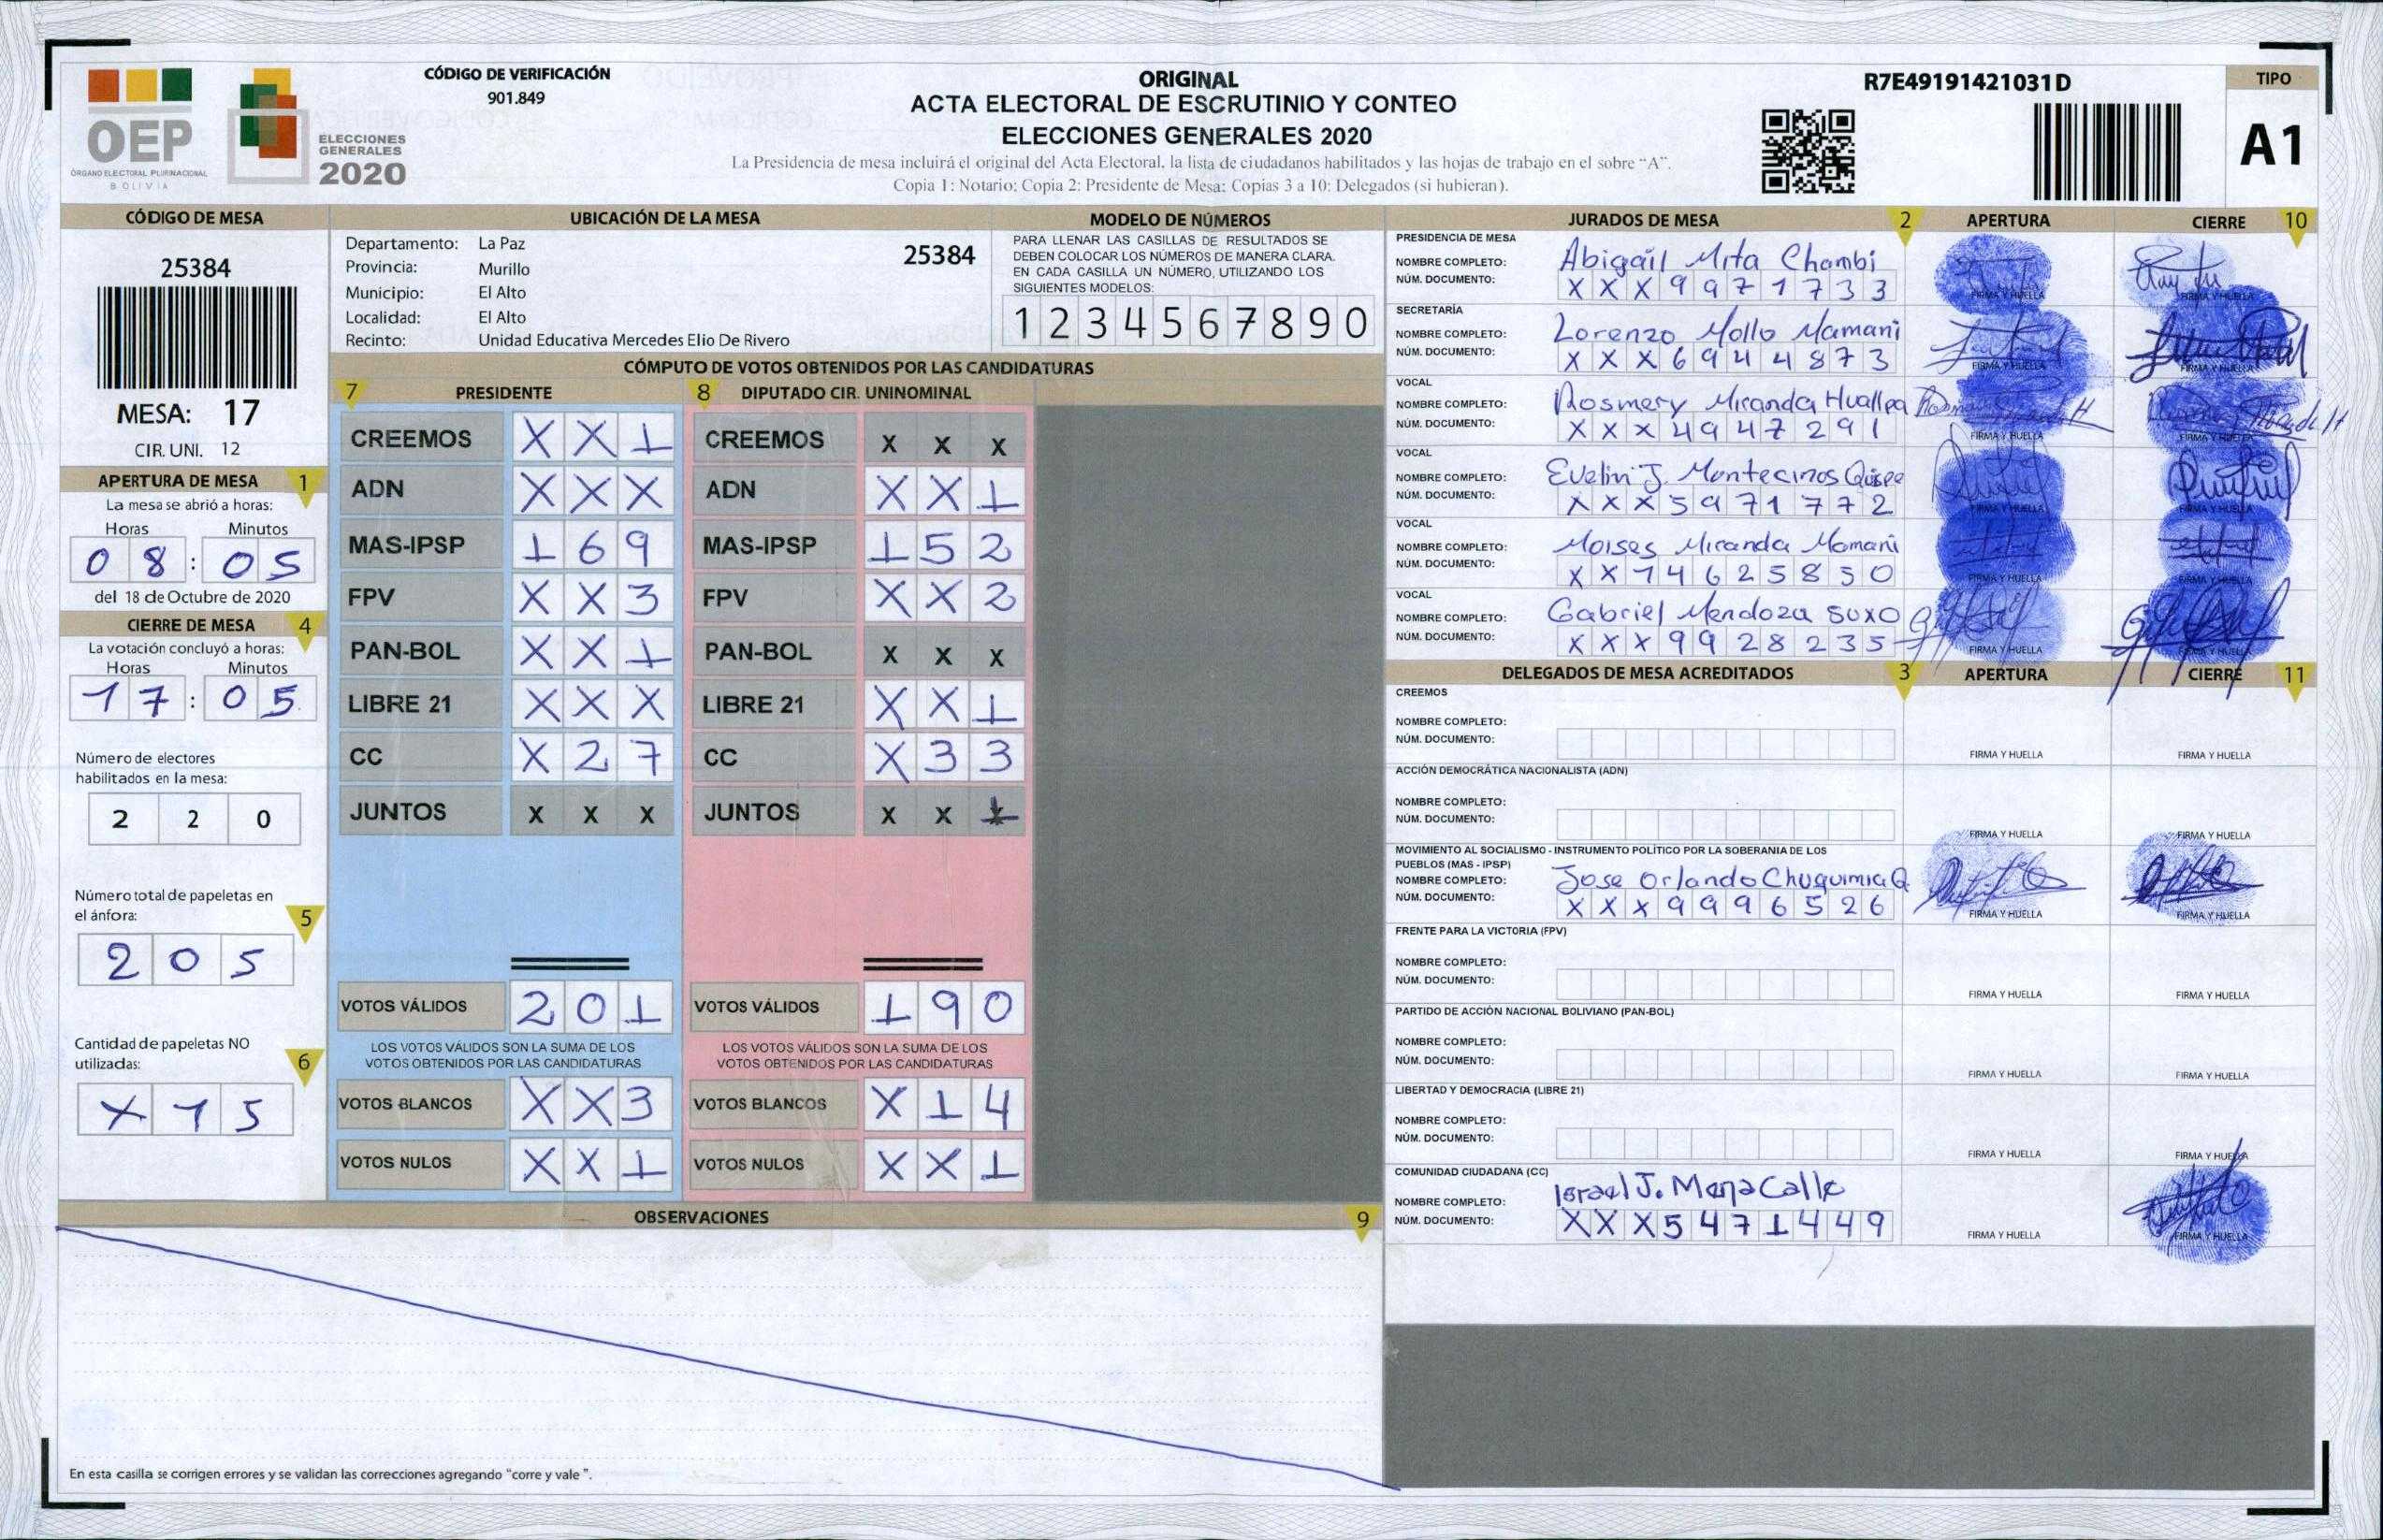 OEP
ÓRGANO ELECTORAL PLURINACIONAL
BOLIVIA
ELECCIONES
GENERALES
2020
CÓDIGO DE VERIFICACIÓN
901.849
ORIGINAL
ACTA ELECTORAL DE ESCRUTINIO Y CONTEO
ELECCIONES GENERALES 2020
La Presidencia de mesa incluirá el original del Acta Electoral, la lista de ciudadanos habilitados y las hojas de trabajo en el sobre “A”.
Copia 1: Notario; Copia 2: Presidente de Mesa; Copias 3 a 10: Delegados (si hubieran).
R7E49191421031D
TIPO
A1
CÓDIGO DE MESA
25384
MESA: 17
CIR. UNI. 12
APERTURA DE MESA 1
La mesa se abrió a horas:
Horas Minutos
0 8 : 0 5
del 18 de Octubre de 2020
CIERRE DE MESA 4
La votación concluyó a horas:
Horas Minutos
1 7 : 0 5
Número de electores
habilitados en la mesa:
2 2 0
Número total de papeletas en
el ánfora: 5
2 0 5
Cantidad de papeletas NO
utilizadas: 6
X 1 5
UBICACIÓN DE LA MESA
Departamento: La Paz
25384
Provincia: Murillo
Municipio: El Alto
Localidad: El Alto
Recinto: Unidad Educativa Mercedes Elio De Rivero
MODELO DE NÚMEROS
PARA LLENAR LAS CASILLAS DE RESULTADOS SE
DEBEN COLOCAR LOS NÚMEROS DE MANERA CLARA.
EN CADA CASILLA UN NÚMERO, UTILIZANDO LOS
SIGUIENTES MODELOS:
1 2 3 4 5 6 7 8 9 0
CÓMPUTO DE VOTOS OBTENIDOS POR LAS CANDIDATURAS
7 PRESIDENTE
CREEMOS X X 1
ADN X X X
MAS-IPSP 1 6 9
FPV X X 3
PAN-BOL X X 1
LIBRE 21 X X X
CC X 2 7
JUNTOS X X X
VOTOS VÁLIDOS 2 0 1
LOS VOTOS VÁLIDOS SON LA SUMA DE LOS
VOTOS OBTENIDOS POR LAS CANDIDATURAS
VOTOS BLANCOS X X 3
VOTOS NULOS X X 1
8 DIPUTADO CIR. UNINOMINAL
CREEMOS X X X
ADN X X 1
MAS-IPSP 1 5 2
FPV X X 2
PAN-BOL X X X
LIBRE 21 X X 1
CC X 3 3
JUNTOS X X 1
VOTOS VÁLIDOS 1 9 0
LOS VOTOS VÁLIDOS SON LA SUMA DE LOS
VOTOS OBTENIDOS POR LAS CANDIDATURAS
VOTOS BLANCOS X 1 4
VOTOS NULOS X X 1
OBSERVACIONES 9
En esta casilla se corrigen errores y se validan las correcciones agregando “corre y vale ”.
JURADOS DE MESA 2 APERTURA CIERRE 10
PRESIDENCIA DE MESA
NOMBRE COMPLETO: Abigail Mita Chambi
NÚM. DOCUMENTO: X X X 9 9 7 1 7 3 3
FIRMA Y HUELLA FIRMA Y HUELLA
SECRETARÍA
NOMBRE COMPLETO: Lorenzo Mollo Mamani
NÚM. DOCUMENTO: X X X 6 9 4 4 8 7 3
FIRMA Y HUELLA FIRMA Y HUELLA
VOCAL
NOMBRE COMPLETO: Rosmery Miranda Huallpa
NÚM. DOCUMENTO: X X X 4 9 4 7 2 9 1
FIRMA Y HUELLA FIRMA Y HUELLA
VOCAL
NOMBRE COMPLETO: Evelin J. Montecinos Quispe
NÚM. DOCUMENTO: X X X 5 9 7 1 7 7 2
FIRMA Y HUELLA FIRMA Y HUELLA
VOCAL
NOMBRE COMPLETO: Moises Miranda Mamani
NÚM. DOCUMENTO: X X 1 4 6 2 5 8 5 0
FIRMA Y HUELLA FIRMA Y HUELLA
VOCAL
NOMBRE COMPLETO: Gabriel Mendoza Suxo
NÚM. DOCUMENTO: X X X 9 9 2 8 2 3 5
FIRMA Y HUELLA FIRMA Y HUELLA
DELEGADOS DE MESA ACREDITADOS 3 APERTURA CIERRE 11
CREEMOS
NOMBRE COMPLETO:
NÚM. DOCUMENTO:
FIRMA Y HUELLA FIRMA Y HUELLA
ACCIÓN DEMOCRÁTICA NACIONALISTA (ADN)
NOMBRE COMPLETO:
NÚM. DOCUMENTO:
FIRMA Y HUELLA FIRMA Y HUELLA
MOVIMIENTO AL SOCIALISMO - INSTRUMENTO POLÍTICO POR LA SOBERANIA DE LOS
PUEBLOS (MAS - IPSP)
NOMBRE COMPLETO: Jose Orlando Chuquimia Q
NÚM. DOCUMENTO: X X X 9 9 9 6 5 2 6
FIRMA Y HUELLA FIRMA Y HUELLA
FRENTE PARA LA VICTORIA (FPV)
NOMBRE COMPLETO:
NÚM. DOCUMENTO:
FIRMA Y HUELLA FIRMA Y HUELLA
PARTIDO DE ACCIÓN NACIONAL BOLIVIANO (PAN-BOL)
NOMBRE COMPLETO:
NÚM. DOCUMENTO:
FIRMA Y HUELLA FIRMA Y HUELLA
LIBERTAD Y DEMOCRACIA (LIBRE 21)
NOMBRE COMPLETO:
NÚM. DOCUMENTO:
FIRMA Y HUELLA FIRMA Y HUELLA
COMUNIDAD CIUDADANA (CC)
NOMBRE COMPLETO: Israel J. Mena Calle
NÚM. DOCUMENTO: X X X 5 4 7 1 4 4 9
FIRMA Y HUELLA FIRMA Y HUELLA